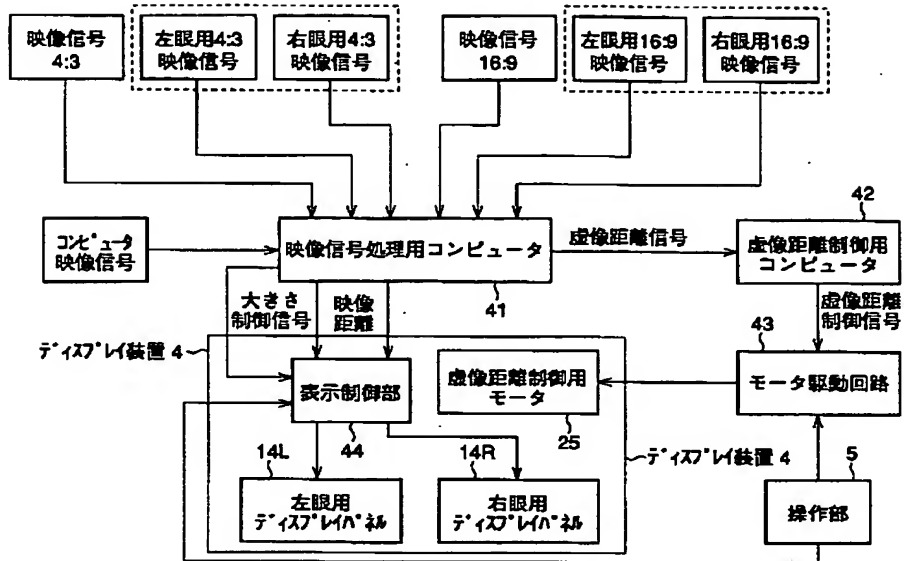 映像信号
4:3
左眼用4:3
映像信号
右眼用4:3
映像信号
映像信号
16:9
左眼用16:9
映像信号
右眼用16:9
映像信号
コンピュータ
映像信号
映像信号処理用コンピュータ
41
虚像距離信号
42
虚像距離制御用
コンピュータ
大きさ
制御信号
映像
距離
虚像距離
制御信号
ディスプレイ装置4
43
表示制御部
44
虚像距離制御用
モータ
25
モータ駆動回路
14L
左眼用
ディスプレイパネル
14R
右眼用
ディスプレイパネル
ディスプレイ装置4
5
操作部